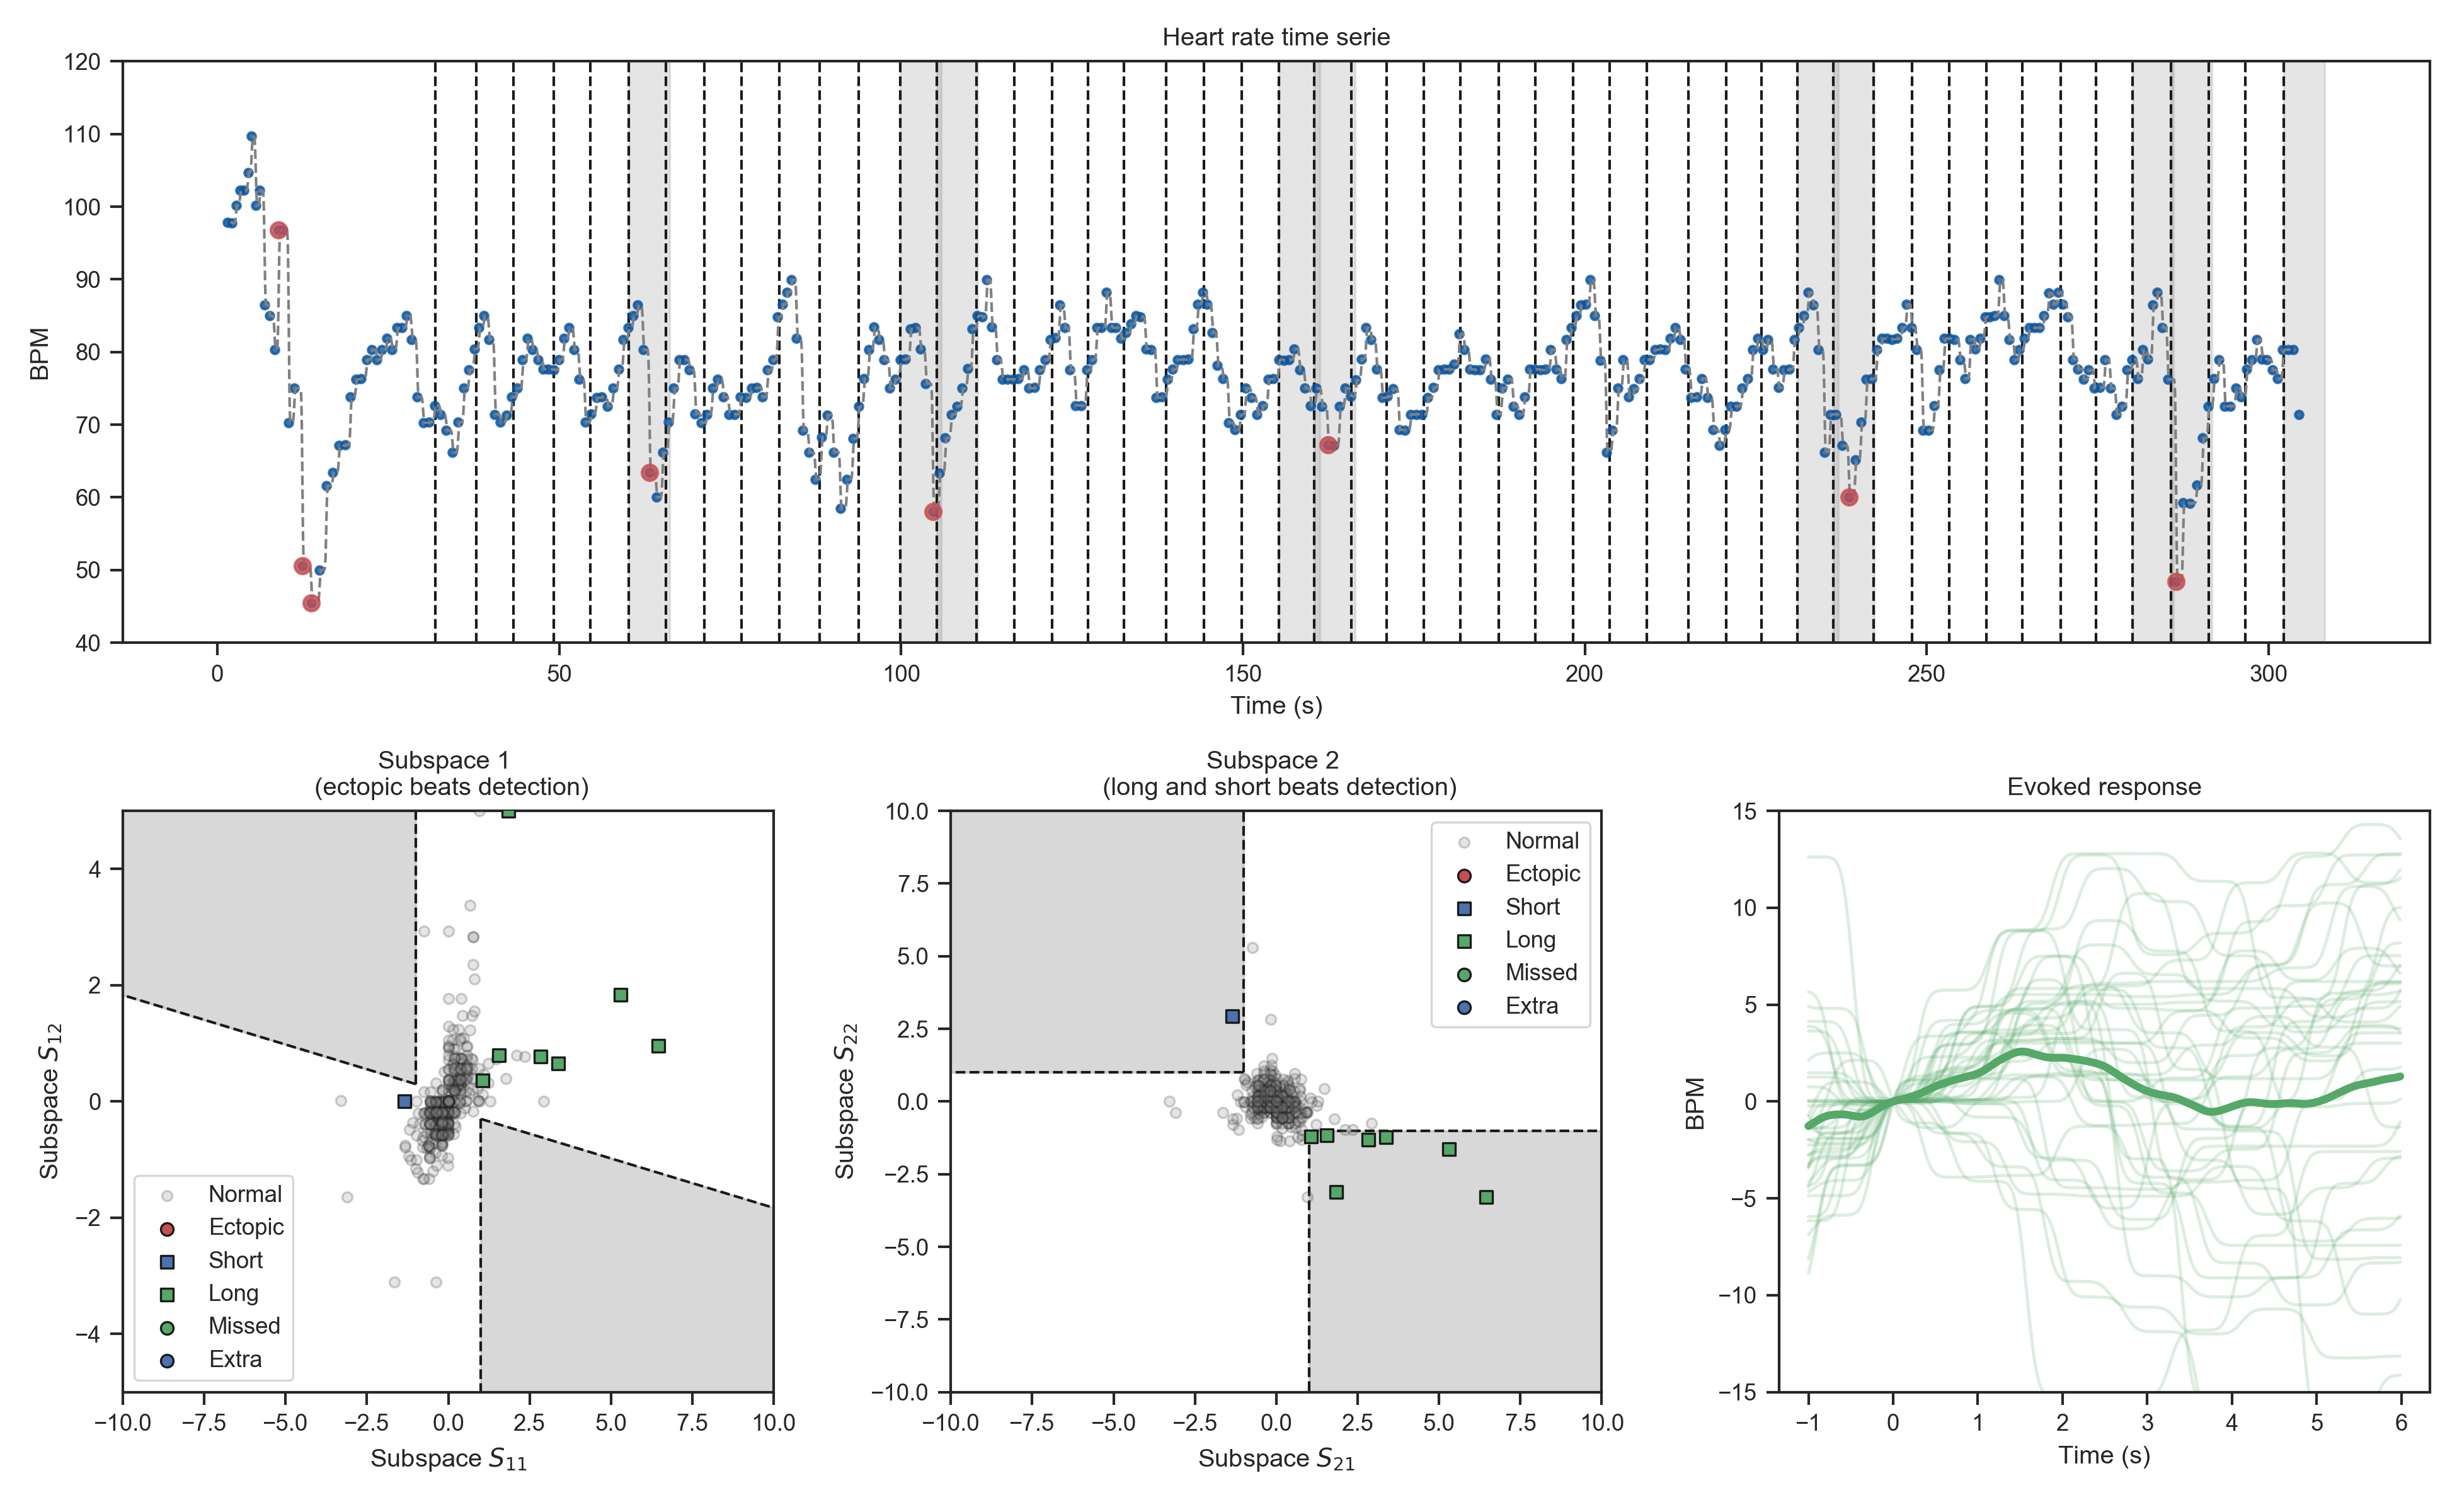 Heart rate time serie
120
110
100
90
80
70
60
50
40
BPM
0 50 100 150 200 250 300
Time (s)
Subspace 1
(ectopic beats detection)
4
2
0
−2
−4
Subspace S12
Normal
Ectopic
Short
Long
Missed
Extra
−10.0 −7.5 −5.0 −2.5 0.0 2.5 5.0 7.5 10.0
Subspace S11
Subspace 2
(long and short beats detection)
10.0
7.5
5.0
2.5
0.0
−2.5
−5.0
−7.5
−10.0
Subspace S22
Normal
Ectopic
Short
Long
Missed
Extra
−10.0 −7.5 −5.0 −2.5 0.0 2.5 5.0 7.5 10.0
Subspace S21
Evoked response
15
10
5
0
−5
−10
−15
BPM
−1 0 1 2 3 4 5 6
Time (s)